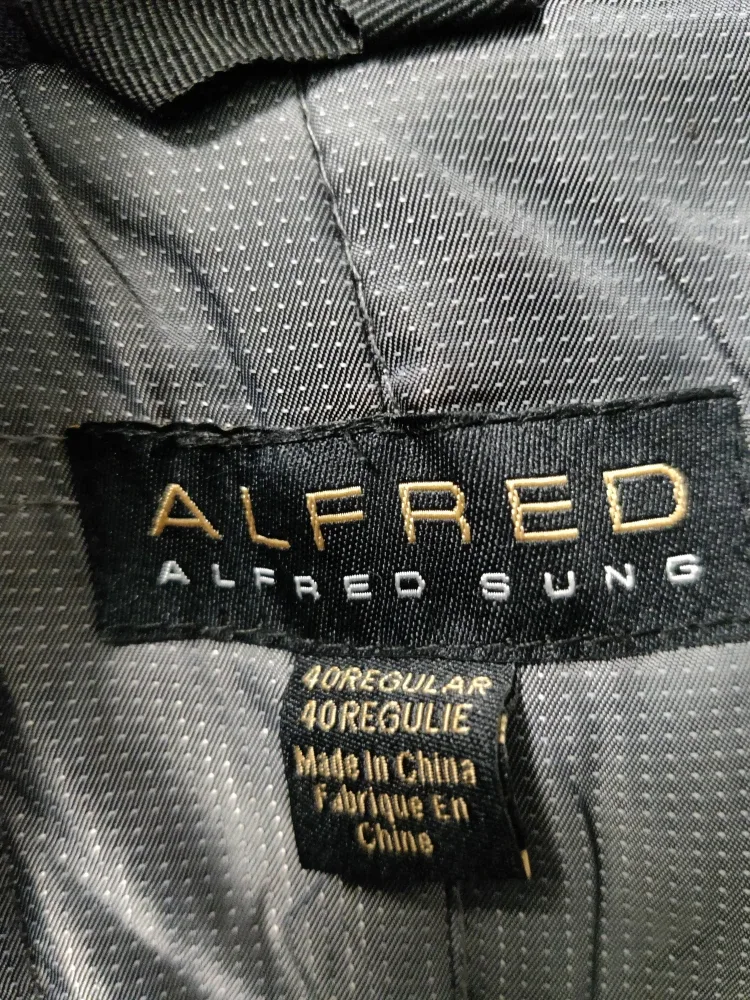 ALFRED
ALFRED SUNG
40REGULAR
40REGULIE
Made In China
Fabrique En
Chine